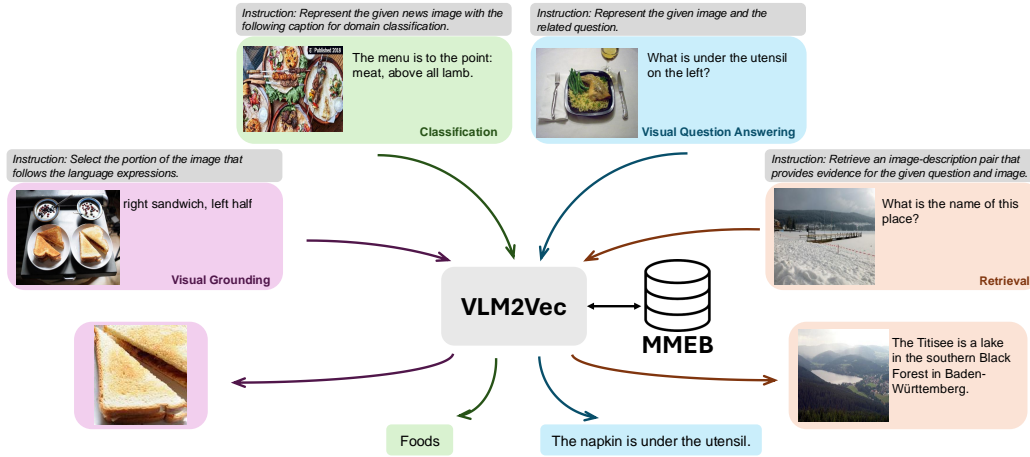 Instruction: Represent the given news image with the
following caption for domain classification.
© Published 2018
The menu is to the point:
meat, above all lamb.
Classification
Instruction: Represent the given image and the
related question.
What is under the utensil
on the left?
Visual Question Answering
Instruction: Select the portion of the image that
follows the language expressions.
right sandwich, left half
Visual Grounding
Instruction: Retrieve an image-description pair that
provides evidence for the given question and image.
What is the name of this
place?
Retrieval
VLM2Vec
MMEB
The Titisee is a lake
in the southern Black
Forest in Baden-
Württemberg.
Foods
The napkin is under the utensil.